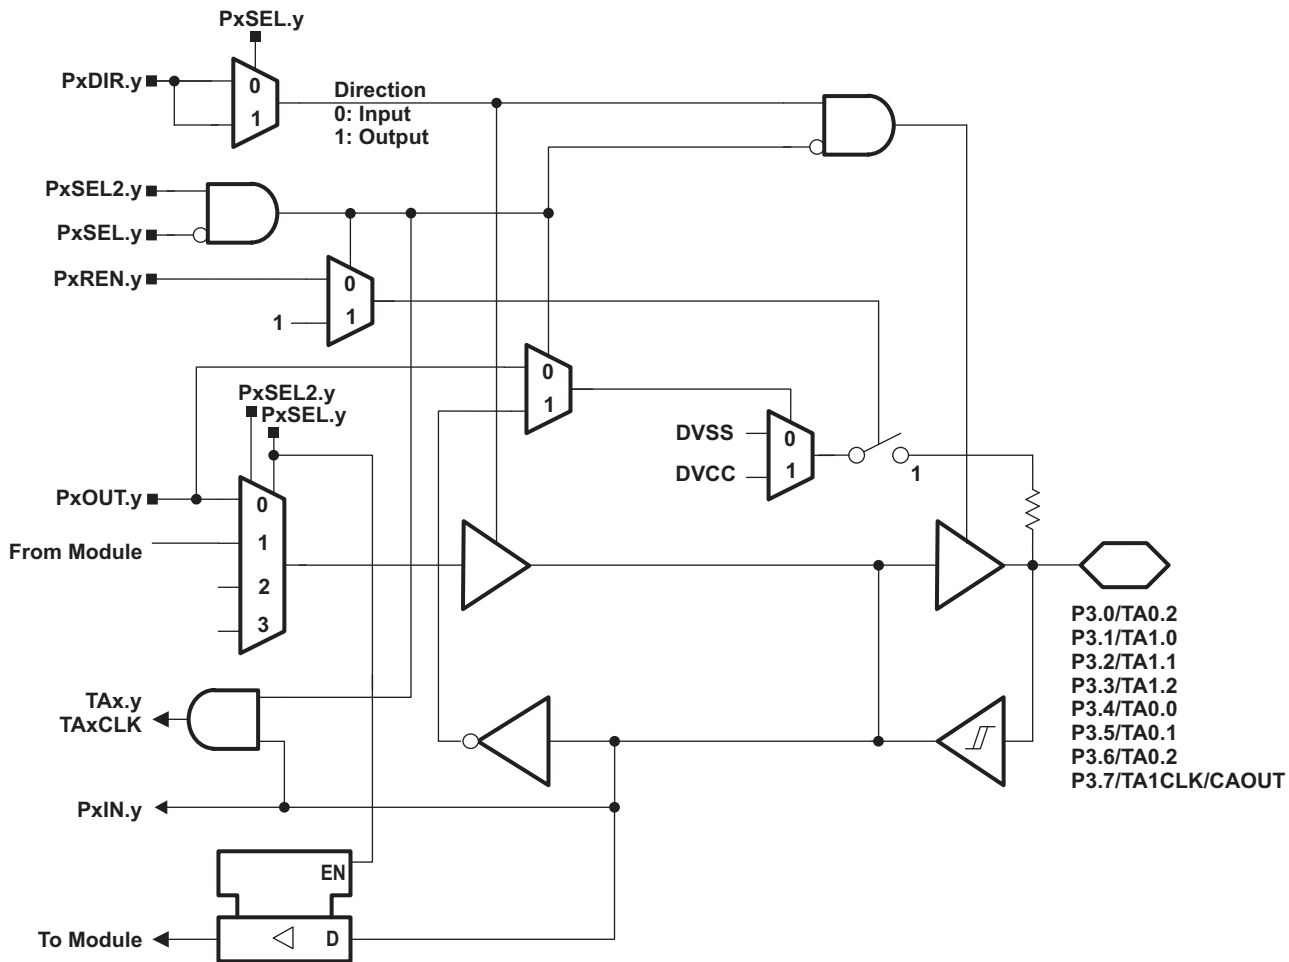 PxSEL.y
PxDIR.y
0
1
Direction
0: Input
1: Output
PxSEL2.y
PxSEL.y
PxREN.y
0
1
1
0
1
PxSEL2.y
PxSEL.y
DVSS
DVCC
0
1
1
PxOUT.y
From Module
0
1
2
3
P3.0/TA0.2
P3.1/TA1.0
P3.2/TA1.1
P3.3/TA1.2
P3.4/TA0.0
P3.5/TA0.1
P3.6/TA0.2
P3.7/TA1CLK/CAOUT
TAx.y
TAxCLK
PxIN.y
EN
D
To Module